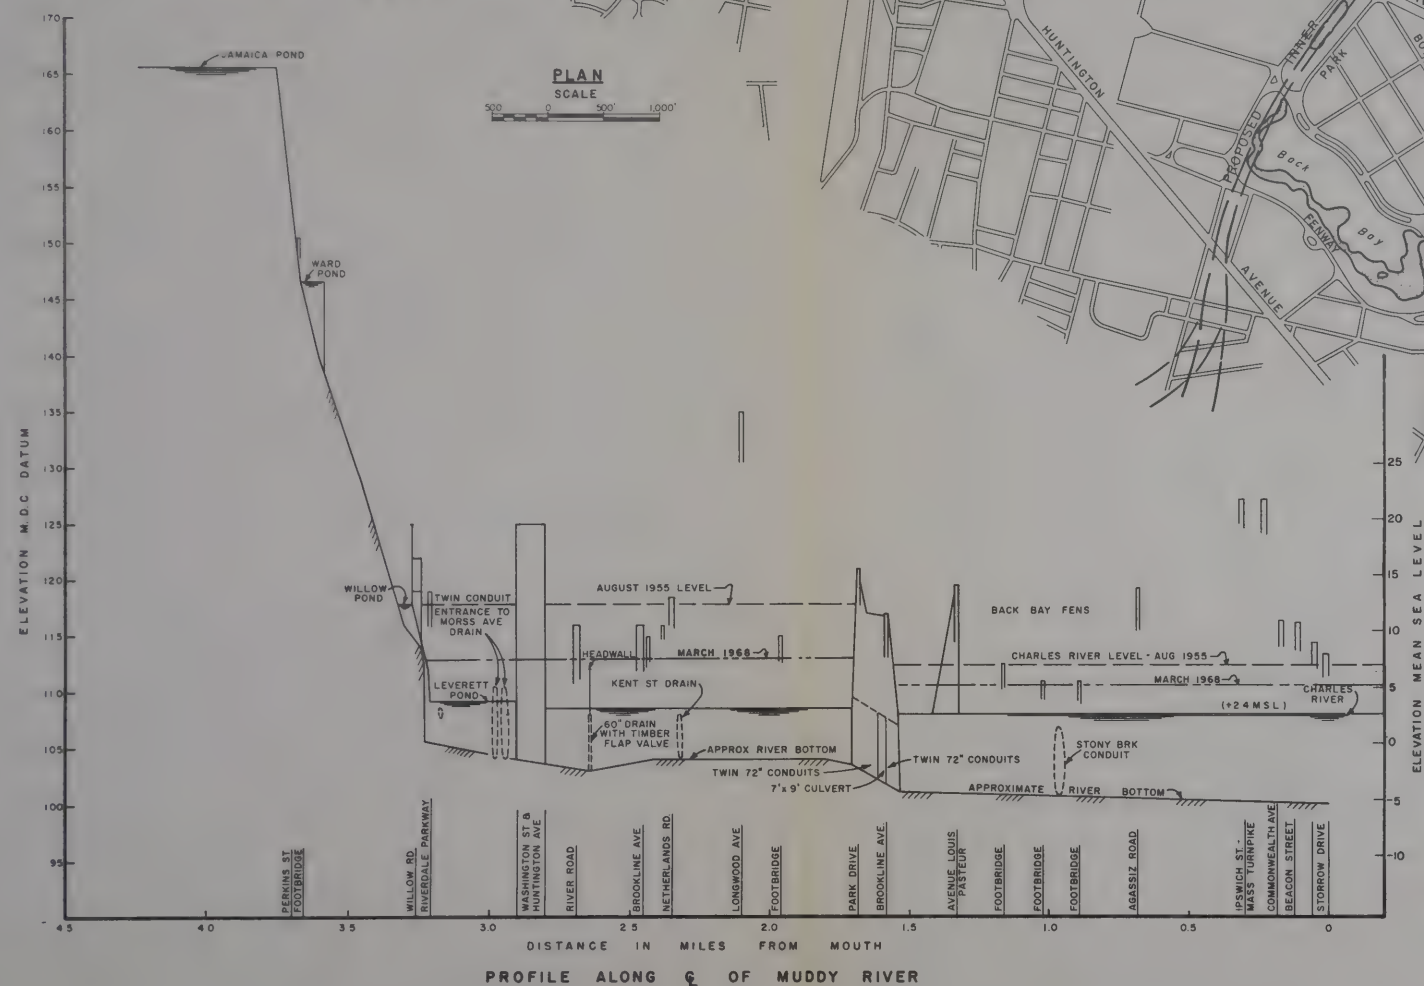 170
165
160
155
150
145
140
135
130
125
120
115
110
105
100
95
ELEVATION M.D.C DATUM
JAMAICA POND
PLAN
SCALE
500 0 500' 1,000'
HUNTINGTON
AVENUE
PROPOSED
INNER
PARK
Back
Bay
FENWAY
WARD
POND
WILLOW
POND
TWIN CONDUIT
ENTRANCE TO
MORSS AVE
DRAIN
LEVERETT
POND
AUGUST 1955 LEVEL
HEADWALL
MARCH 1968
KENT ST DRAIN
60" DRAIN
WITH TIMBER
FLAP VALVE
APPROX RIVER BOTTOM
TWIN 72" CONDUITS
7'x 9' CULVERT
TWIN 72" CONDUITS
BACK BAY FENS
CHARLES RIVER LEVEL - AUG 1955
MARCH 1968
CHARLES
RIVER
(+2.4 M S L)
STONY BRK
CONDUIT
APPROXIMATE RIVER BOTTOM
25
20
15
10
5
0
-5
-10
ELEVATION MEAN SEA LEVEL
PERKINS ST
FOOTBRIDGE
WILLOW RD
RIVERDALE PARKWAY
WASHINGTON ST &
HUNTINGTON AVE
RIVER ROAD
BROOKLINE AVE
NETHERLANDS RD.
LONGWOOD AVE
FOOTBRIDGE
PARK DRIVE
BROOKLINE AVE.
AVENUE LOUIS
PASTEUR
FOOTBRIDGE
FOOTBRIDGE
FOOTBRIDGE
AGASSIZ ROAD
IPSWICH ST. -
MASS TURNPIKE
COMMONWEALTH AVE
BEACON STREET
STORROW DRIVE
4.5 4.0 3.5 3.0 2.5 2.0 1.5 1.0 0.5 0
DISTANCE IN MILES FROM MOUTH
PROFILE ALONG ℄ OF MUDDY RIVER